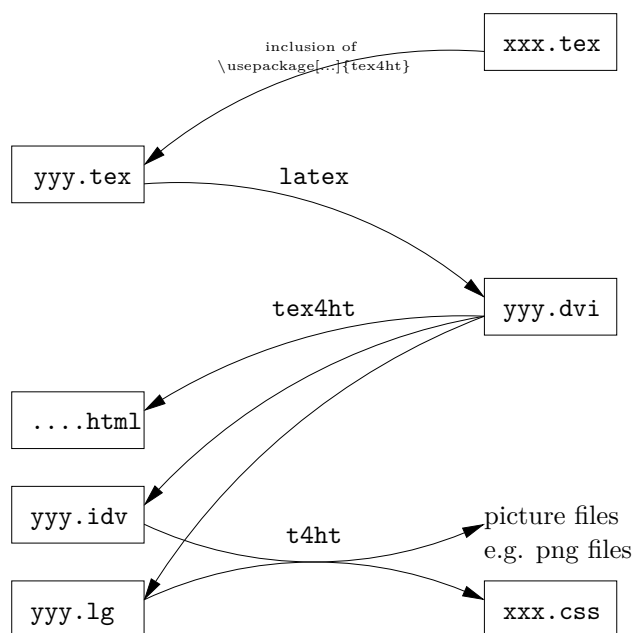 inclusion of
\usepackage[...]{tex4ht}
xxx.tex
yyy.tex
latex
yyy.dvi
tex4ht
....html
yyy.idv
t4ht
picture files
e.g. png files
yyy.lg
xxx.css